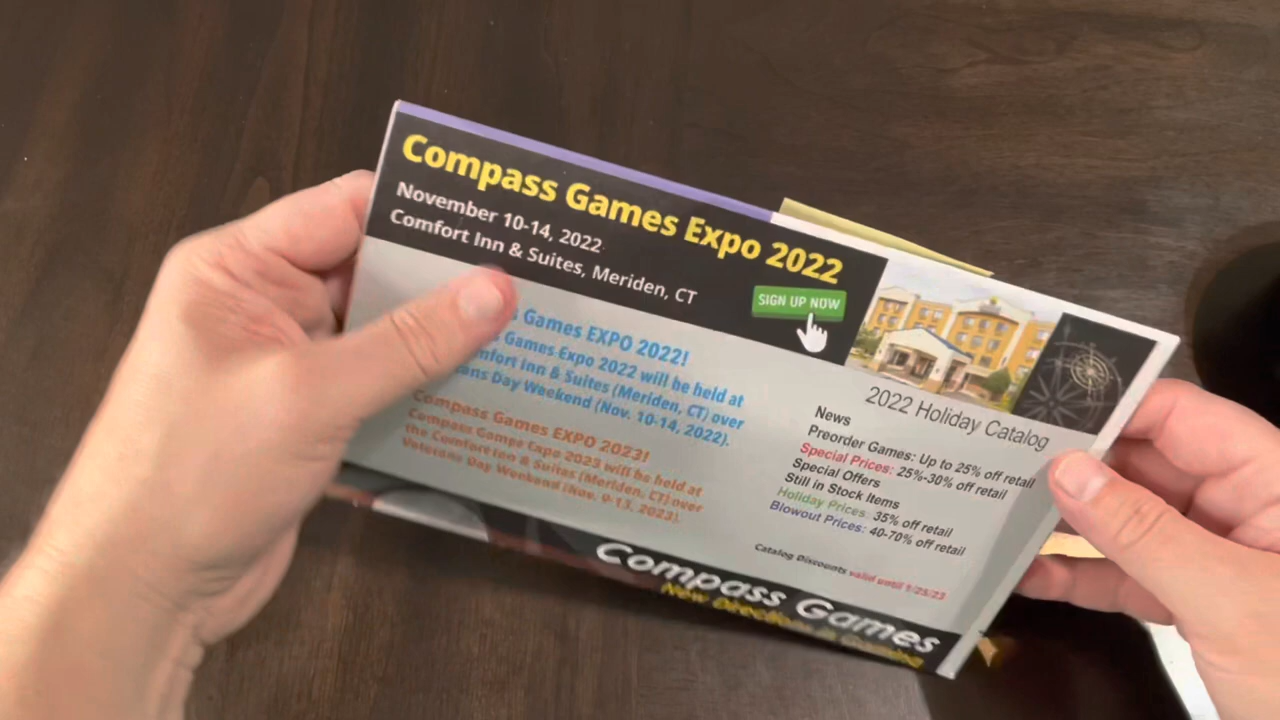 Compass Games Expo 2022
November 10-14, 2022
Comfort Inn & Suites, Meriden, CT
SIGN UP NOW
Games EXPO 2022!
Games Expo 2022 will be held at
Inn & Suites (Meriden, CT) over
Day Weekend (Nov. 10-14, 2022).
Compass Games EXPO 2023!
Compass Games Expo 2023 will be held at
the Comfort Inn & Suites (Meriden, CT) over
Veterans Day Weekend (Nov. 9-13, 2023).
2022 Holiday Catalog
News
Preorder Games: Up to 25% off retail
Special Prices: 25%-30% off retail
Special Offers
Still in Stock Items
Holiday Prices: 35% off retail
Blowout Prices: 40-70% off retail
Catalog Discounts valid until 1/25/23
Compass Games
New Directions in Gaming